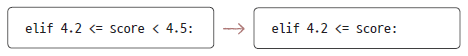 elif 4.2 <= score < 4.5:
elif 4.2 <= score: